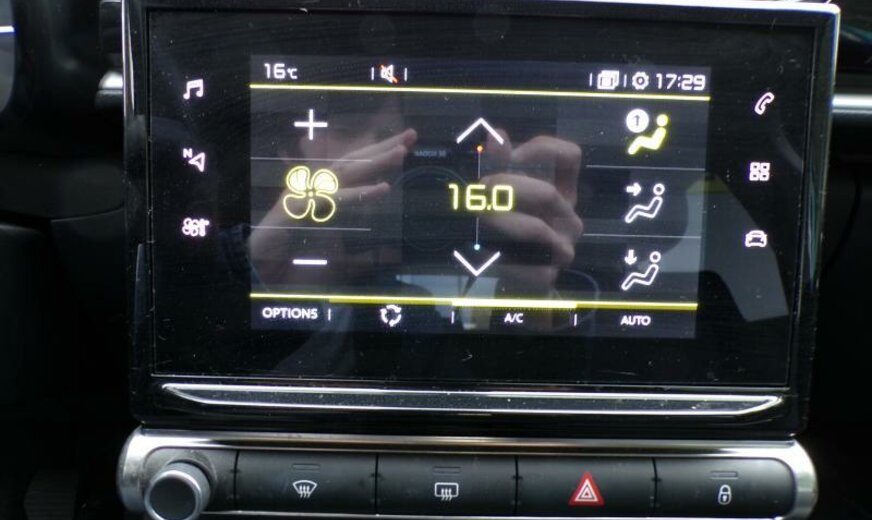 16°C
17:29
N
16.0
OPTIONS
A/C
AUTO